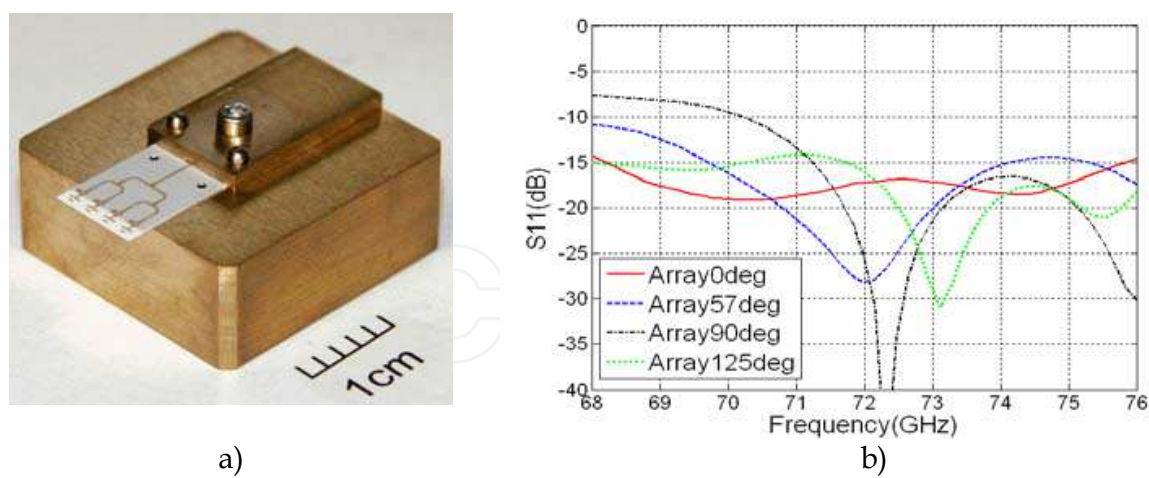 1cm
0
-5
-10
-15
-20
-25
-30
-35
-40
S11(dB)
Array0deg
Array57deg
Array90deg
Array125deg
68 69 70 71 72 73 74 75 76
Frequency(GHz)
a) b)